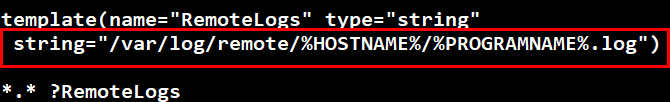 template(name="RemoteLogs" type="string"
string="/var/log/remote/%HOSTNAME%/%PROGRAMNAME%.log")
*.* ?RemoteLogs